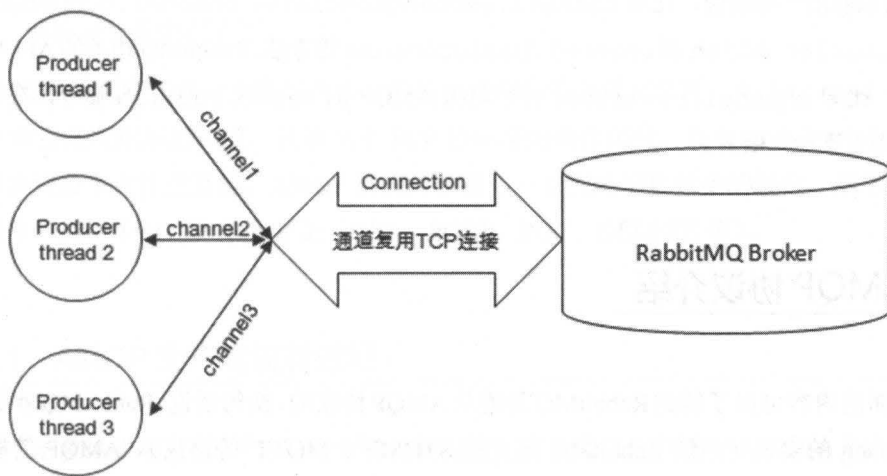 Producer
thread 1
channel1
Producer
thread 2
channel2
Connection
通道复用TCP连接
RabbitMQ Broker
channel3
Producer
thread 3